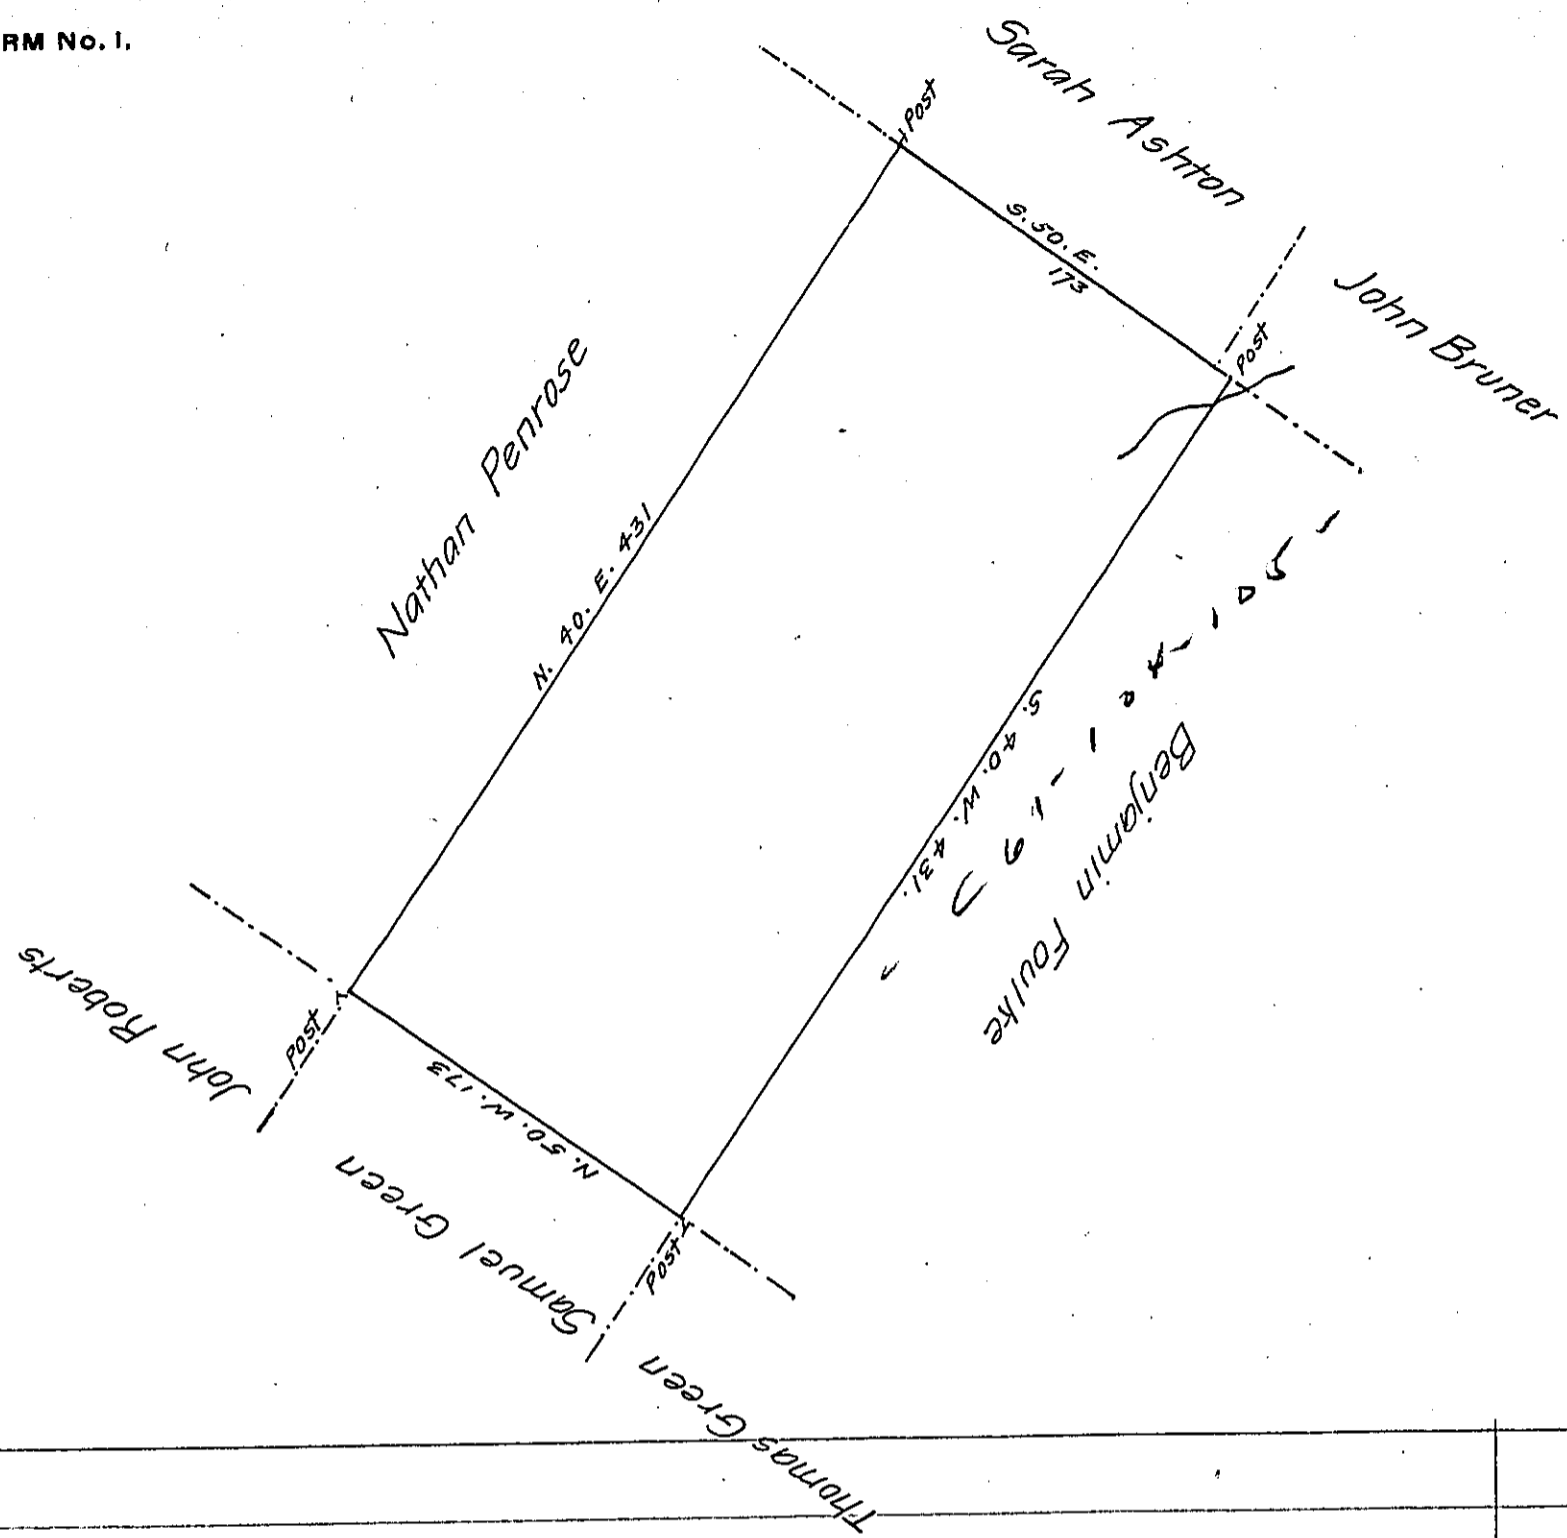 RM No. 1.
Sarah Ashton
Post
S. 50. E.
173
John Bruner
Post
Nathan Penrose
N. 40. E. 431
S. 40. W. 431.
Benjamin Foulke
John Roberts
Post
N. 50. W. 173
Samuel Green
Post
Thomas Green